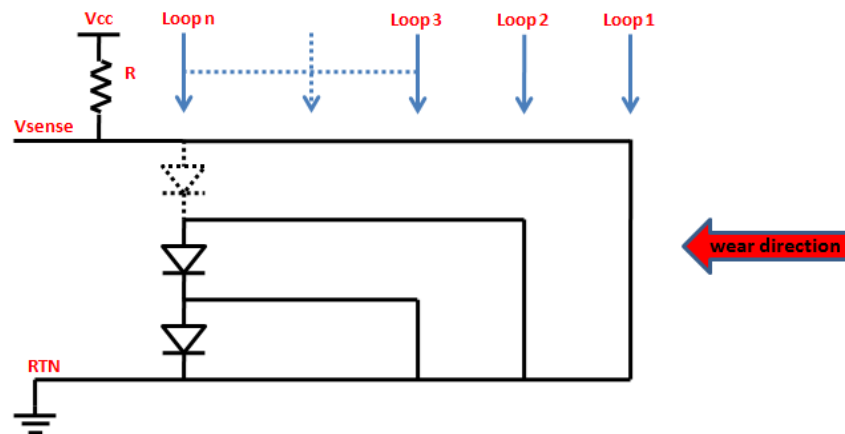 Vcc
Loop n
Loop 3
Loop 2
Loop 1
R
Vsense
wear direction
RTN